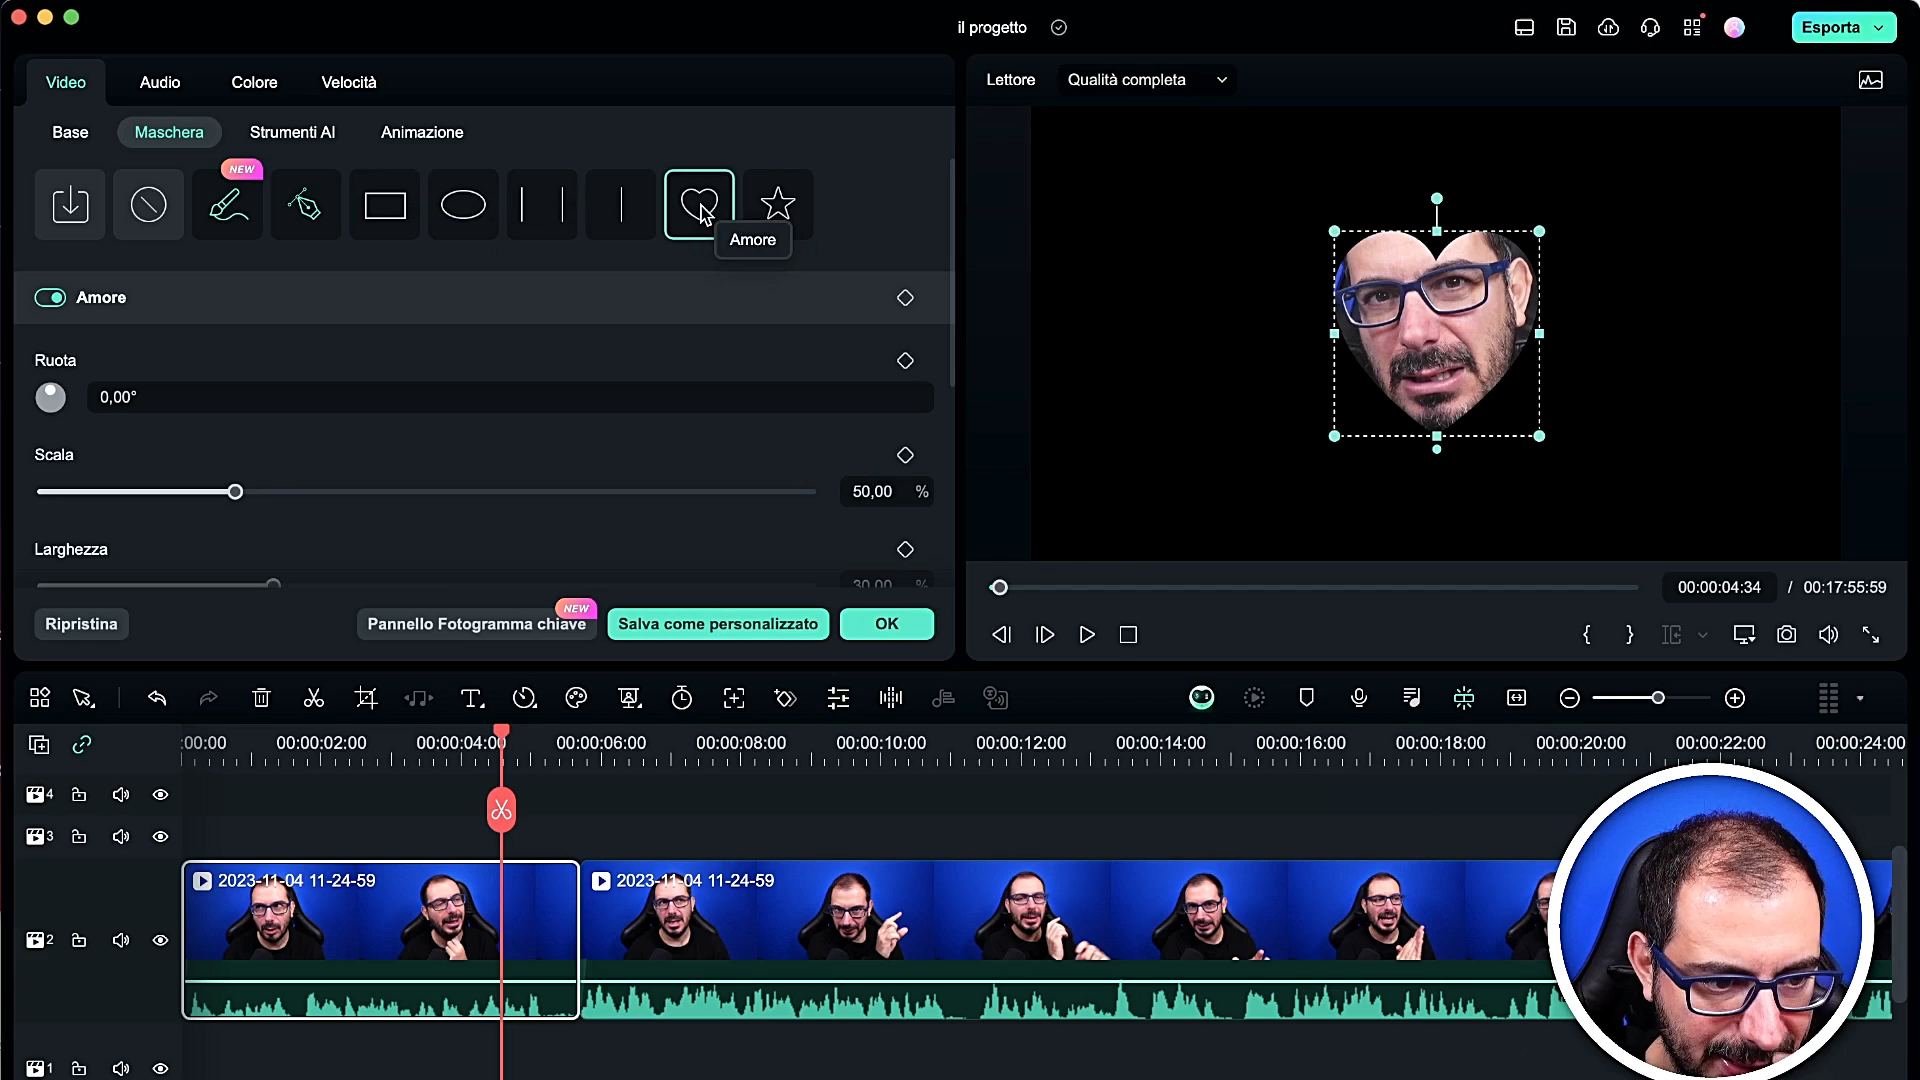 il progetto
Esporta
Video
Audio
Colore
Velocità
Lettore
Qualità completa
Base
Maschera
Strumenti AI
Animazione
NEW
Amore
Amore
Ruota
0,00°
Scala
50,00 %
Larghezza
30,00 %
Ripristina
Pannello Fotogramma chiave
NEW
Salva come personalizzato
OK
00:00:04:34 / 00:17:55:59
:00:00
00:00:02:00
00:00:04:00
00:00:06:00
00:00:08:00
00:00:10:00
00:00:12:00
00:00:14:00
00:00:16:00
00:00:18:00
00:00:20:00
00:00:22:00
00:00:24:00
4
3
2023-11-04 11-24-59
2023-11-04 11-24-59
2
1